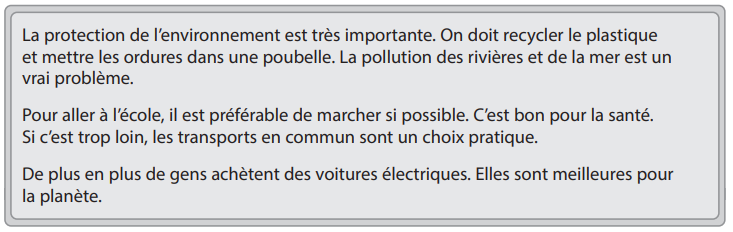 La protection de l’environnement est très importante. On doit recycler le plastique
et mettre les ordures dans une poubelle. La pollution des rivières et de la mer est un
vrai problème.
Pour aller à l’école, il est préférable de marcher si possible. C’est bon pour la santé.
Si c’est trop loin, les transports en commun sont un choix pratique.
De plus en plus de gens achètent des voitures électriques. Elles sont meilleures pour
la planète.